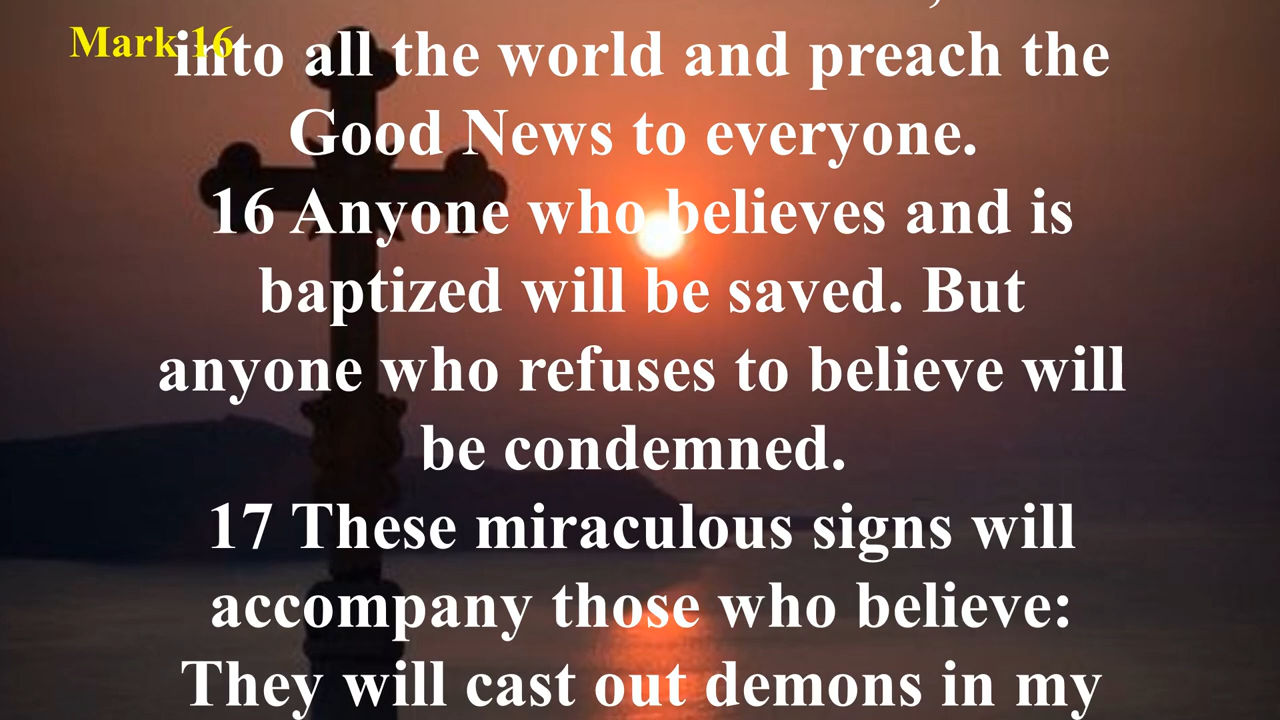 Mark 16
into all the world and preach the
Good News to everyone.
16 Anyone who believes and is
baptized will be saved. But
anyone who refuses to believe will
be condemned.
17 These miraculous signs will
accompany those who believe:
They will cast out demons in my